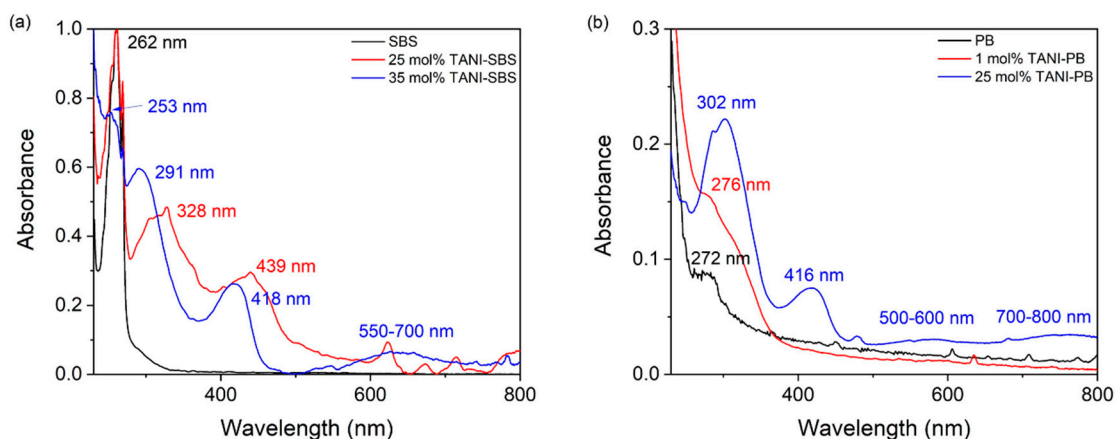 (a)
SBS
25 mol% TANI-SBS
35 mol% TANI-SBS
262 nm
253 nm
291 nm
328 nm
439 nm
418 nm
550-700 nm
1.0
0.8
0.6
0.4
0.2
0.0
Absorbance
400
600
800
Wavelength (nm)
(b)
PB
1 mol% TANI-PB
25 mol% TANI-PB
302 nm
276 nm
272 nm
416 nm
500-600 nm
700-800 nm
0.3
0.2
0.1
0.0
Absorbance
400
600
800
Wavelength (nm)